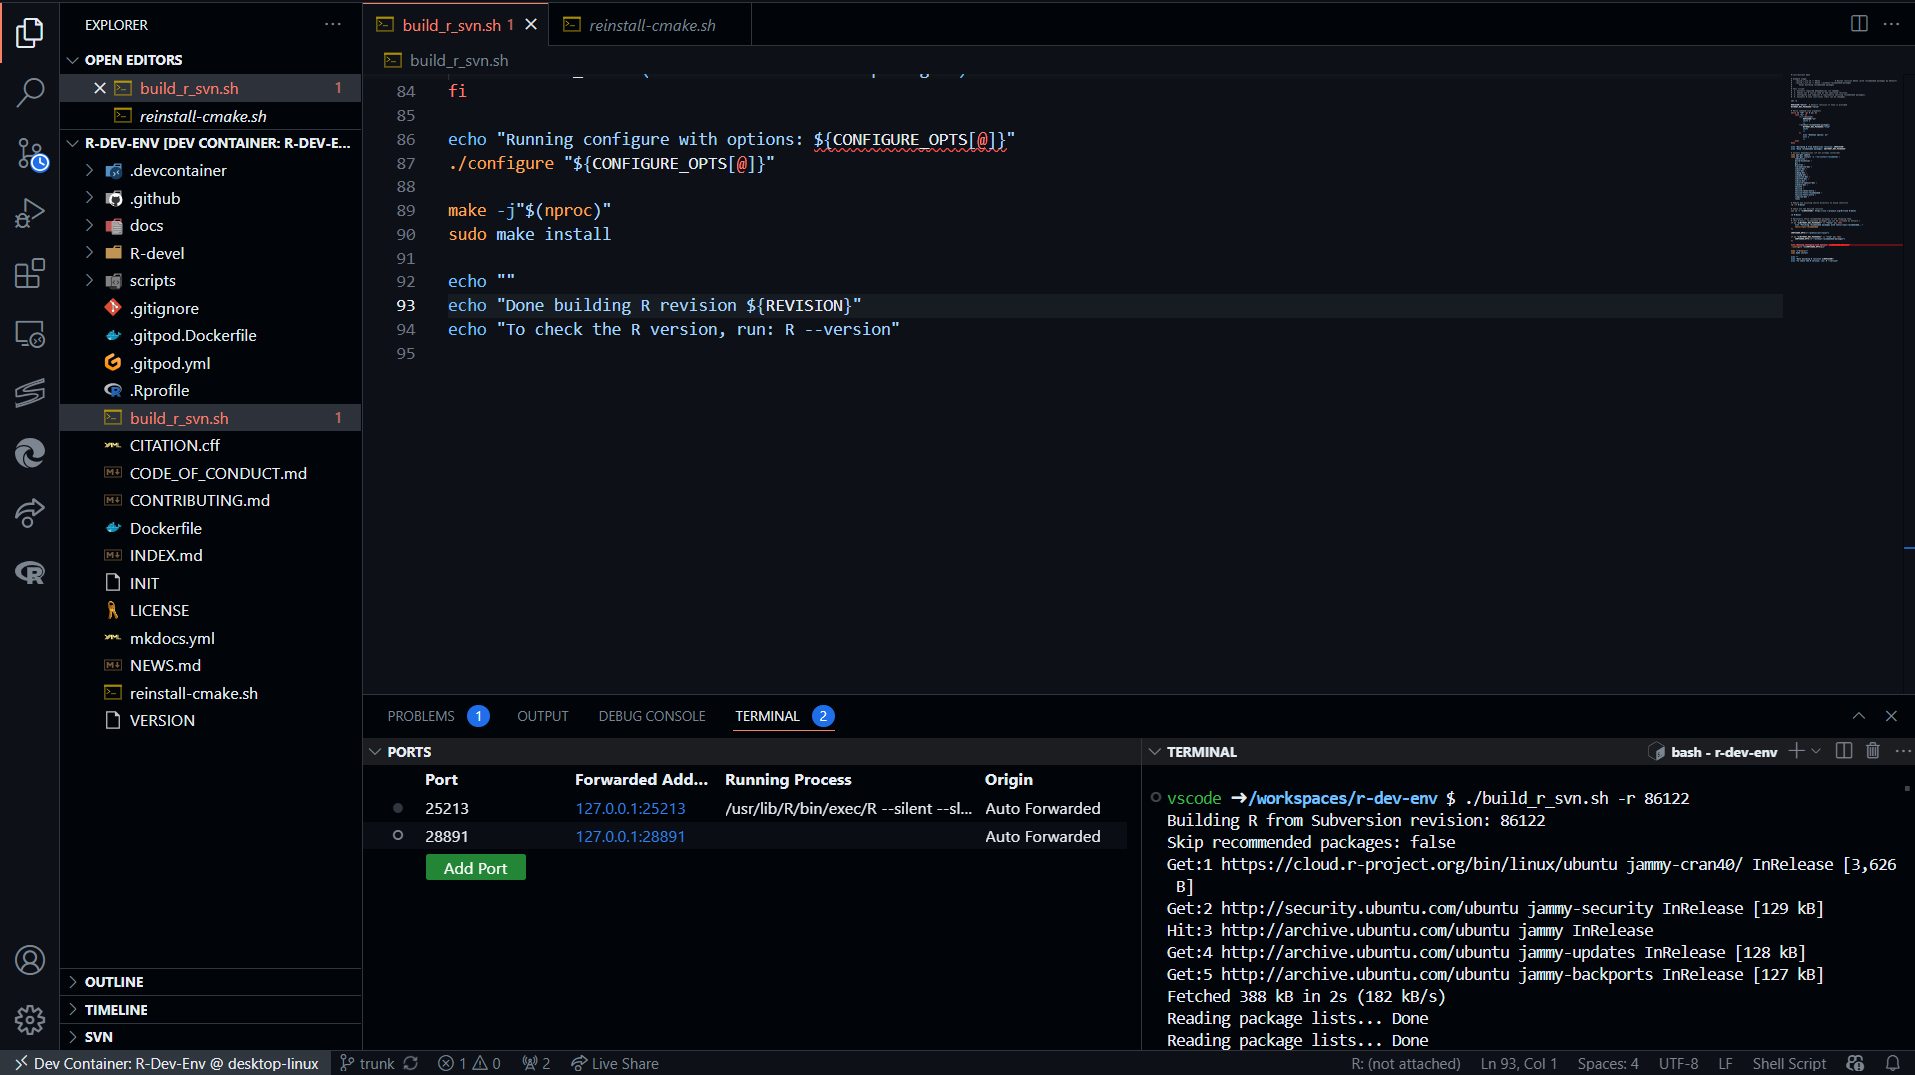 EXPLORER
OPEN EDITORS
build_r_svn.sh 1
reinstall-cmake.sh
R-DEV-ENV [DEV CONTAINER: R-DEV-E...
.devcontainer
.github
docs
R-devel
scripts
.gitignore
.gitpod.Dockerfile
.gitpod.yml
.Rprofile
build_r_svn.sh 1
CITATION.cff
CODE_OF_CONDUCT.md
CONTRIBUTING.md
Dockerfile
INDEX.md
INIT
LICENSE
mkdocs.yml
NEWS.md
reinstall-cmake.sh
VERSION
OUTLINE
TIMELINE
SVN
build_r_svn.sh 1
reinstall-cmake.sh
build_r_svn.sh
84 fi
85
86 echo "Running configure with options: ${CONFIGURE_OPTS[@]}"
87 ./configure "${CONFIGURE_OPTS[@]}"
88
89 make -j"$(nproc)"
90 sudo make install
91
92 echo ""
93 echo "Done building R revision ${REVISION}"
94 echo "To check the R version, run: R --version"
95
PROBLEMS 1 OUTPUT DEBUG CONSOLE TERMINAL 2
PORTS
Port Forwarded Add... Running Process Origin
25213 127.0.0.1:25213 /usr/lib/R/bin/exec/R --silent --sl... Auto Forwarded
28891 127.0.0.1:28891 Auto Forwarded
Add Port
TERMINAL
bash - r-dev-env
vscode ➜/workspaces/r-dev-env $ ./build_r_svn.sh -r 86122
Building R from Subversion revision: 86122
Skip recommended packages: false
Get:1 https://cloud.r-project.org/bin/linux/ubuntu jammy-cran40/ InRelease [3,626
B]
Get:2 http://security.ubuntu.com/ubuntu jammy-security InRelease [129 kB]
Hit:3 http://archive.ubuntu.com/ubuntu jammy InRelease
Get:4 http://archive.ubuntu.com/ubuntu jammy-updates InRelease [128 kB]
Get:5 http://archive.ubuntu.com/ubuntu jammy-backports InRelease [127 kB]
Fetched 388 kB in 2s (182 kB/s)
Reading package lists... Done
Reading package lists... Done
Dev Container: R-Dev-Env @ desktop-linux trunk 1 0 2 Live Share R: (not attached) Ln 93, Col 1 Spaces: 4 UTF-8 LF Shell Script